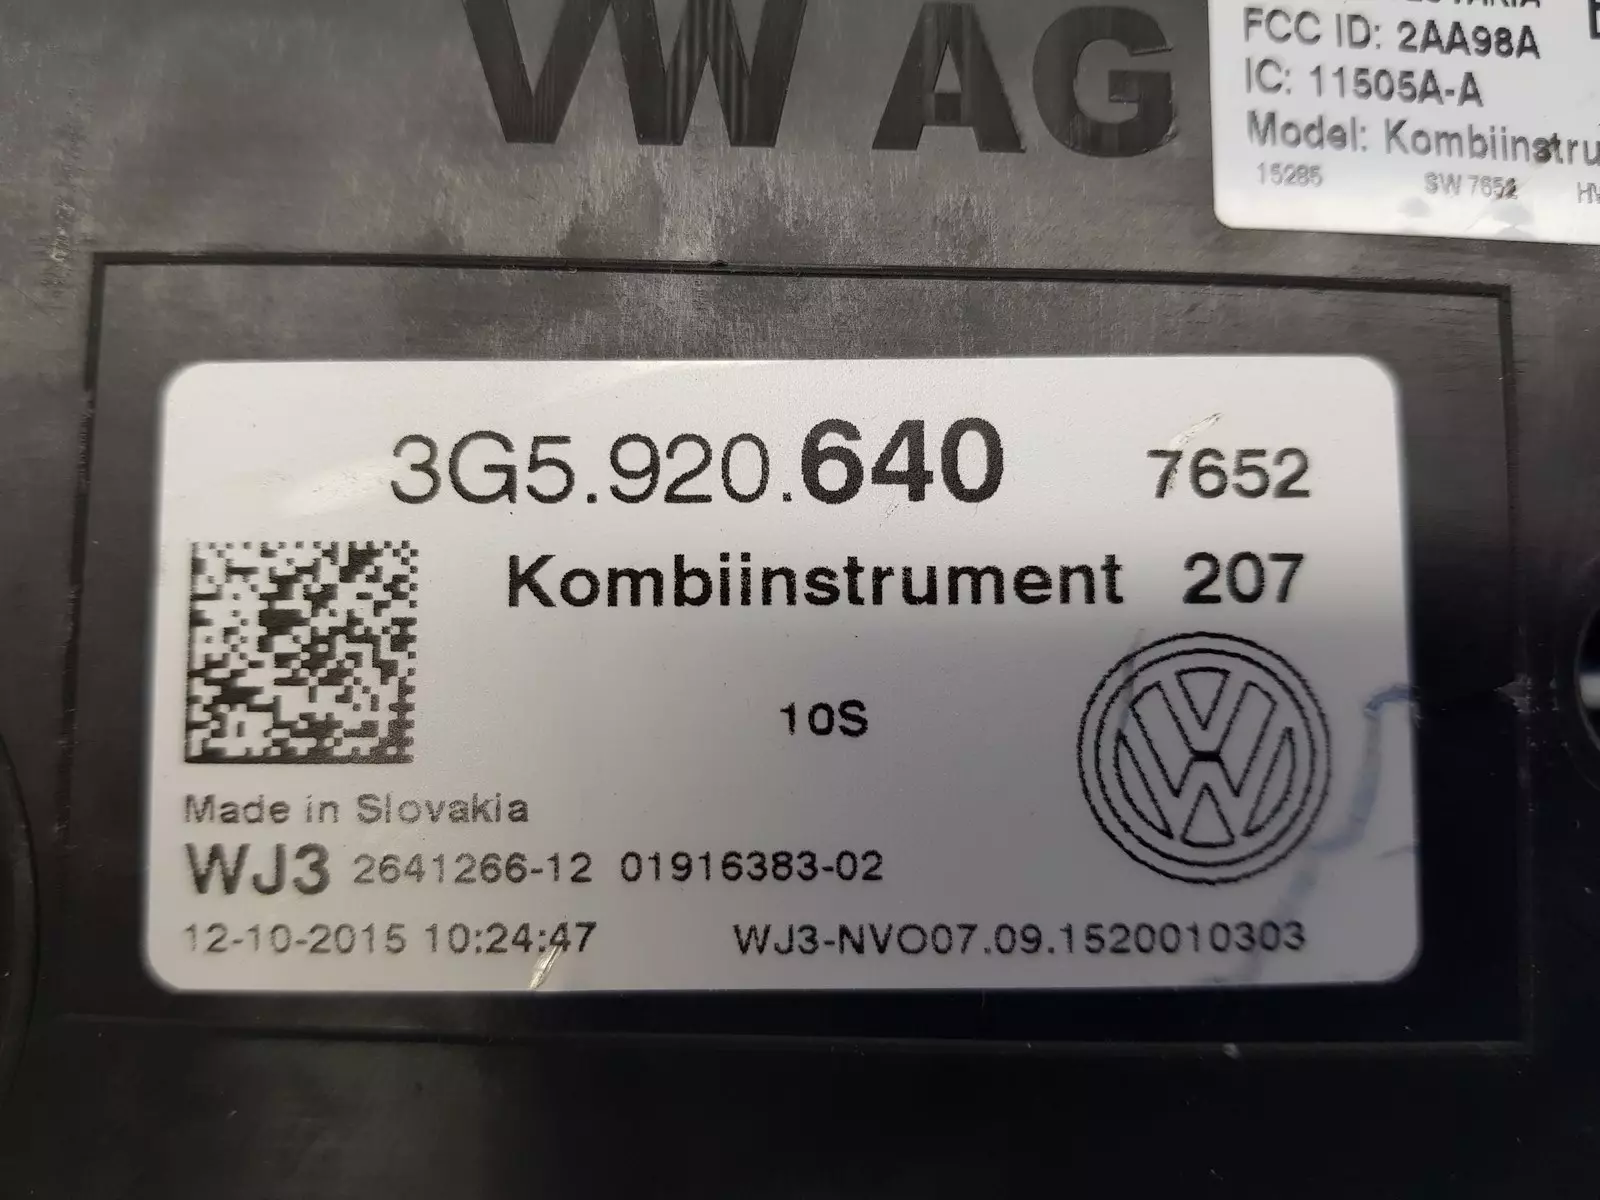 VW AG
FCC ID: 2AA98A
IC: 11505A-A
Model: Kombiinstru
15285 SW 7652
3G5.920.640 7652
Kombiinstrument 207
10S
Made in Slovakia
WJ3 2641266-12 01916383-02
12-10-2015 10:24:47 WJ3-NVO07.09.1520010303